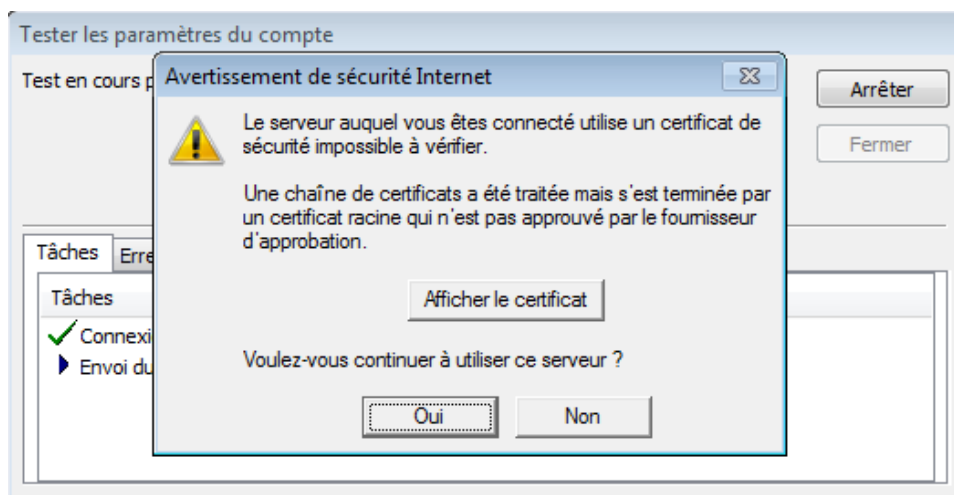 Tester les paramètres du compte
Test en cours
Arrêter
Fermer
Avertissement de sécurité Internet
Le serveur auquel vous êtes connecté utilise un certificat de
sécurité impossible à vérifier.
Une chaîne de certificats a été traitée mais s'est terminée par
un certificat racine qui n'est pas approuvé par le fournisseur
d'approbation.
Afficher le certificat
Voulez-vous continuer à utiliser ce serveur ?
Oui
Non
Tâches
Erre
Tâches
Connexi
Envoi du